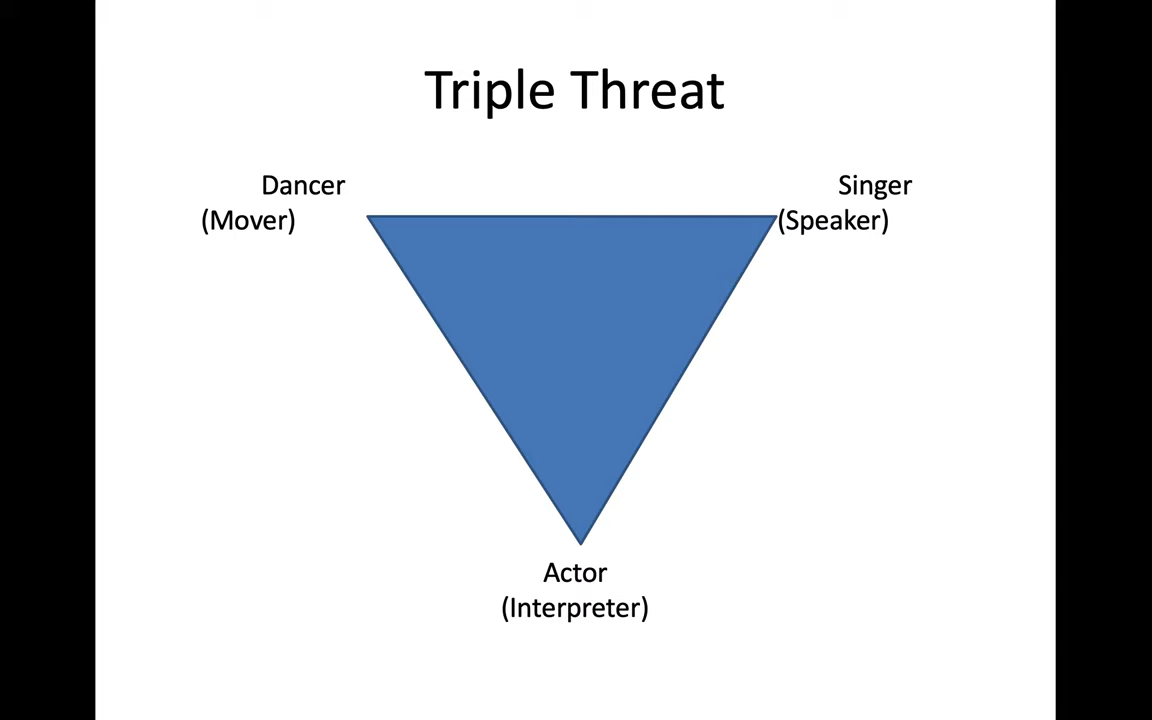 Triple Threat
Dancer
(Mover)
Singer
(Speaker)
Actor
(Interpreter)